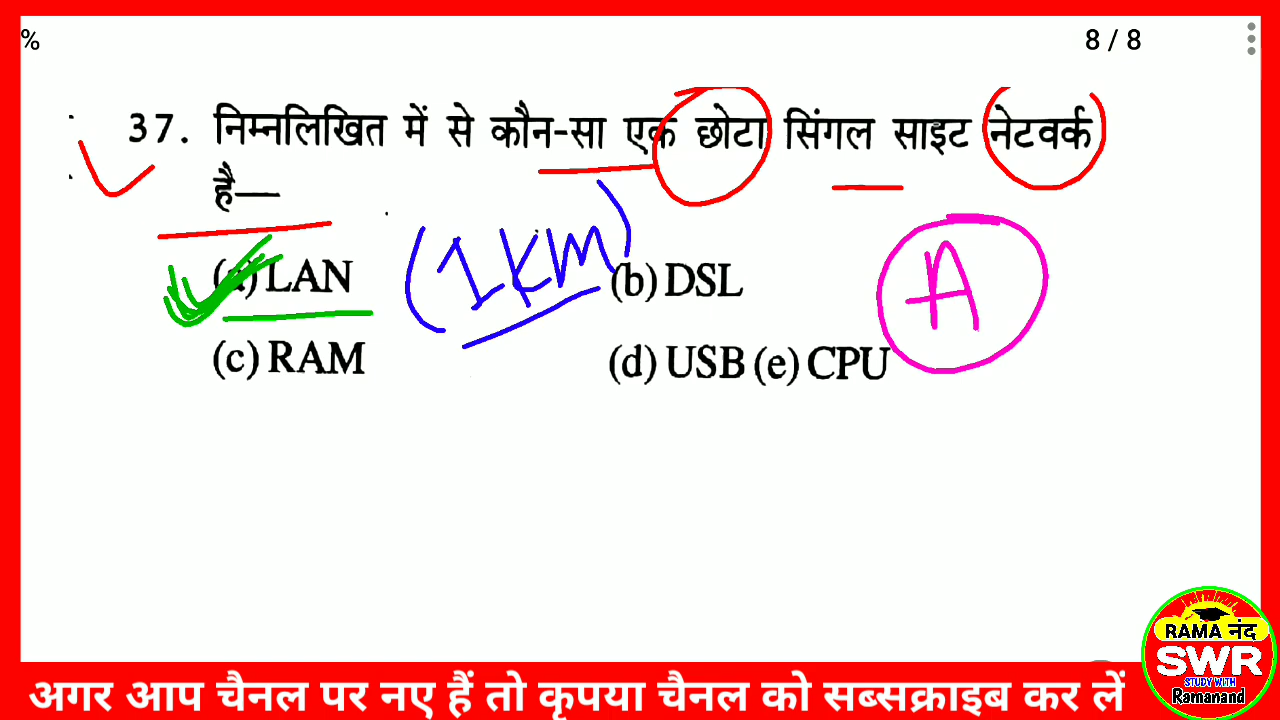 %
8 / 8
37. निम्नलिखित में से कौन-सा एक छोटा सिंगल साइट नेटवर्क
है—
(a) LAN (1KM) (b) DSL
A
(c) RAM (d) USB (e) CPU
RAMA नंद
SWR
STUDY WITH
Ramanand
अगर आप चैनल पर नए हैं तो कृपया चैनल को सब्सक्राइब कर लें